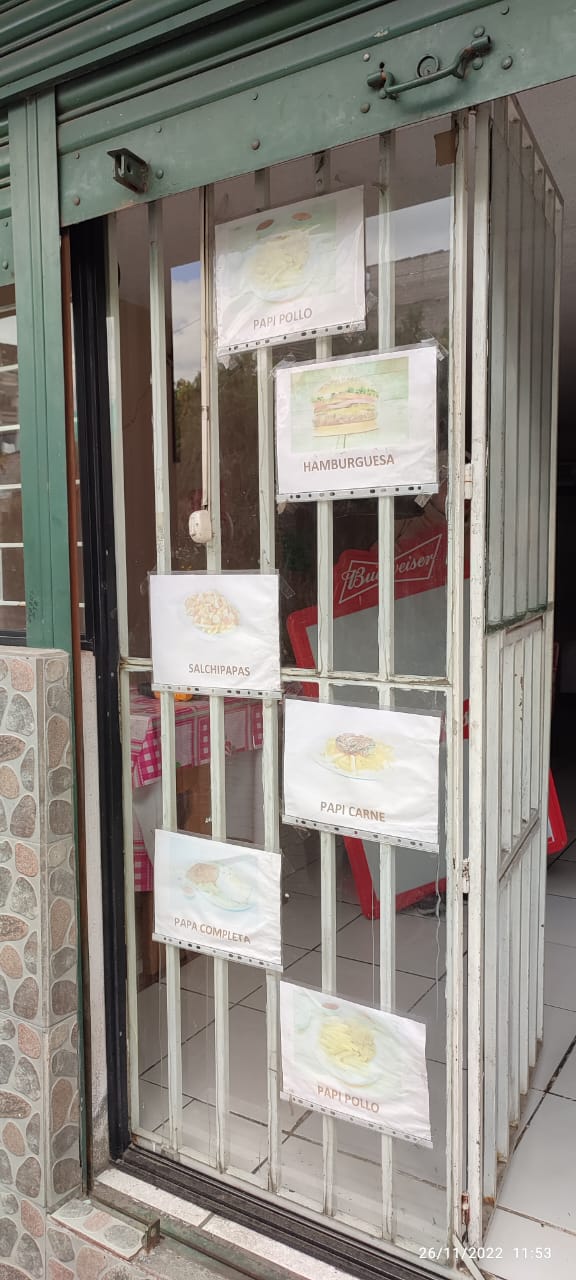 PAPI POLLO
HAMBURGUESA
Budweiser
SALCHIPAPAS
PAPI CARNE
PAPA COMPLETA
PAPI POLLO
26/11/2022 11:53